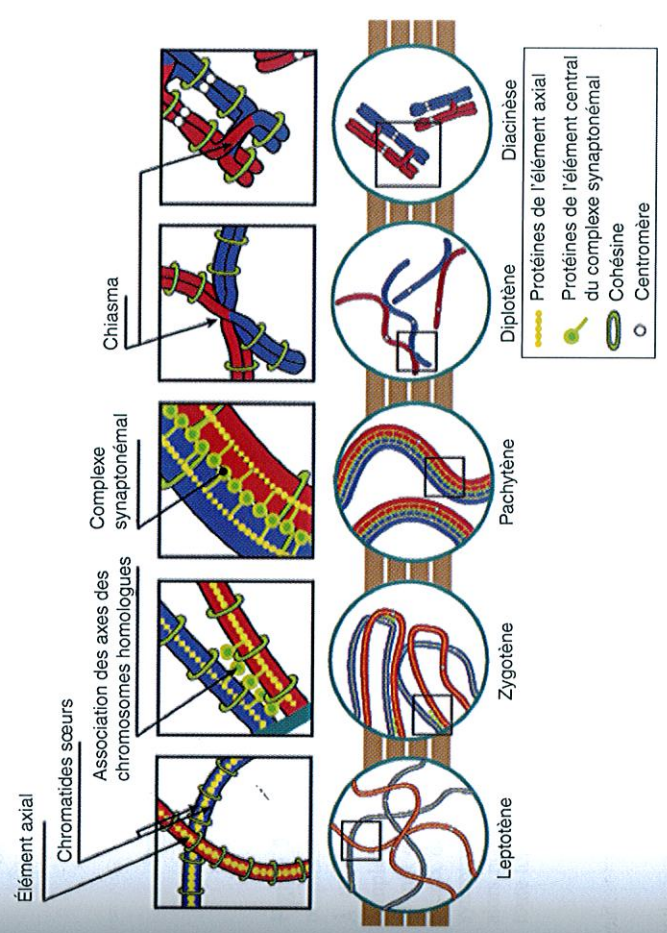 Élément axial
Chromatides sœurs
Association des axes des
chromosomes homologues
Complexe
synaptonémal
Chiasma
Leptotène
Zygotène
Pachytène
Diplotène
Diacinèse
Protéines de l'élément axial
Protéines de l'élément central
du complexe synaptonémal
Cohésine
Centromère